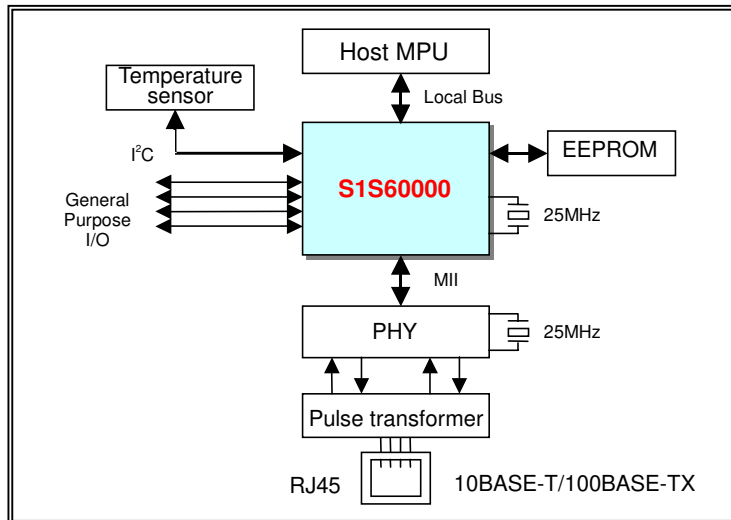 Host MPU
Temperature
sensor
Local Bus
I²C
EEPROM
S1S60000
General
Purpose
I/O
25MHz
MII
PHY
25MHz
Pulse transformer
RJ45
10BASE-T/100BASE-TX